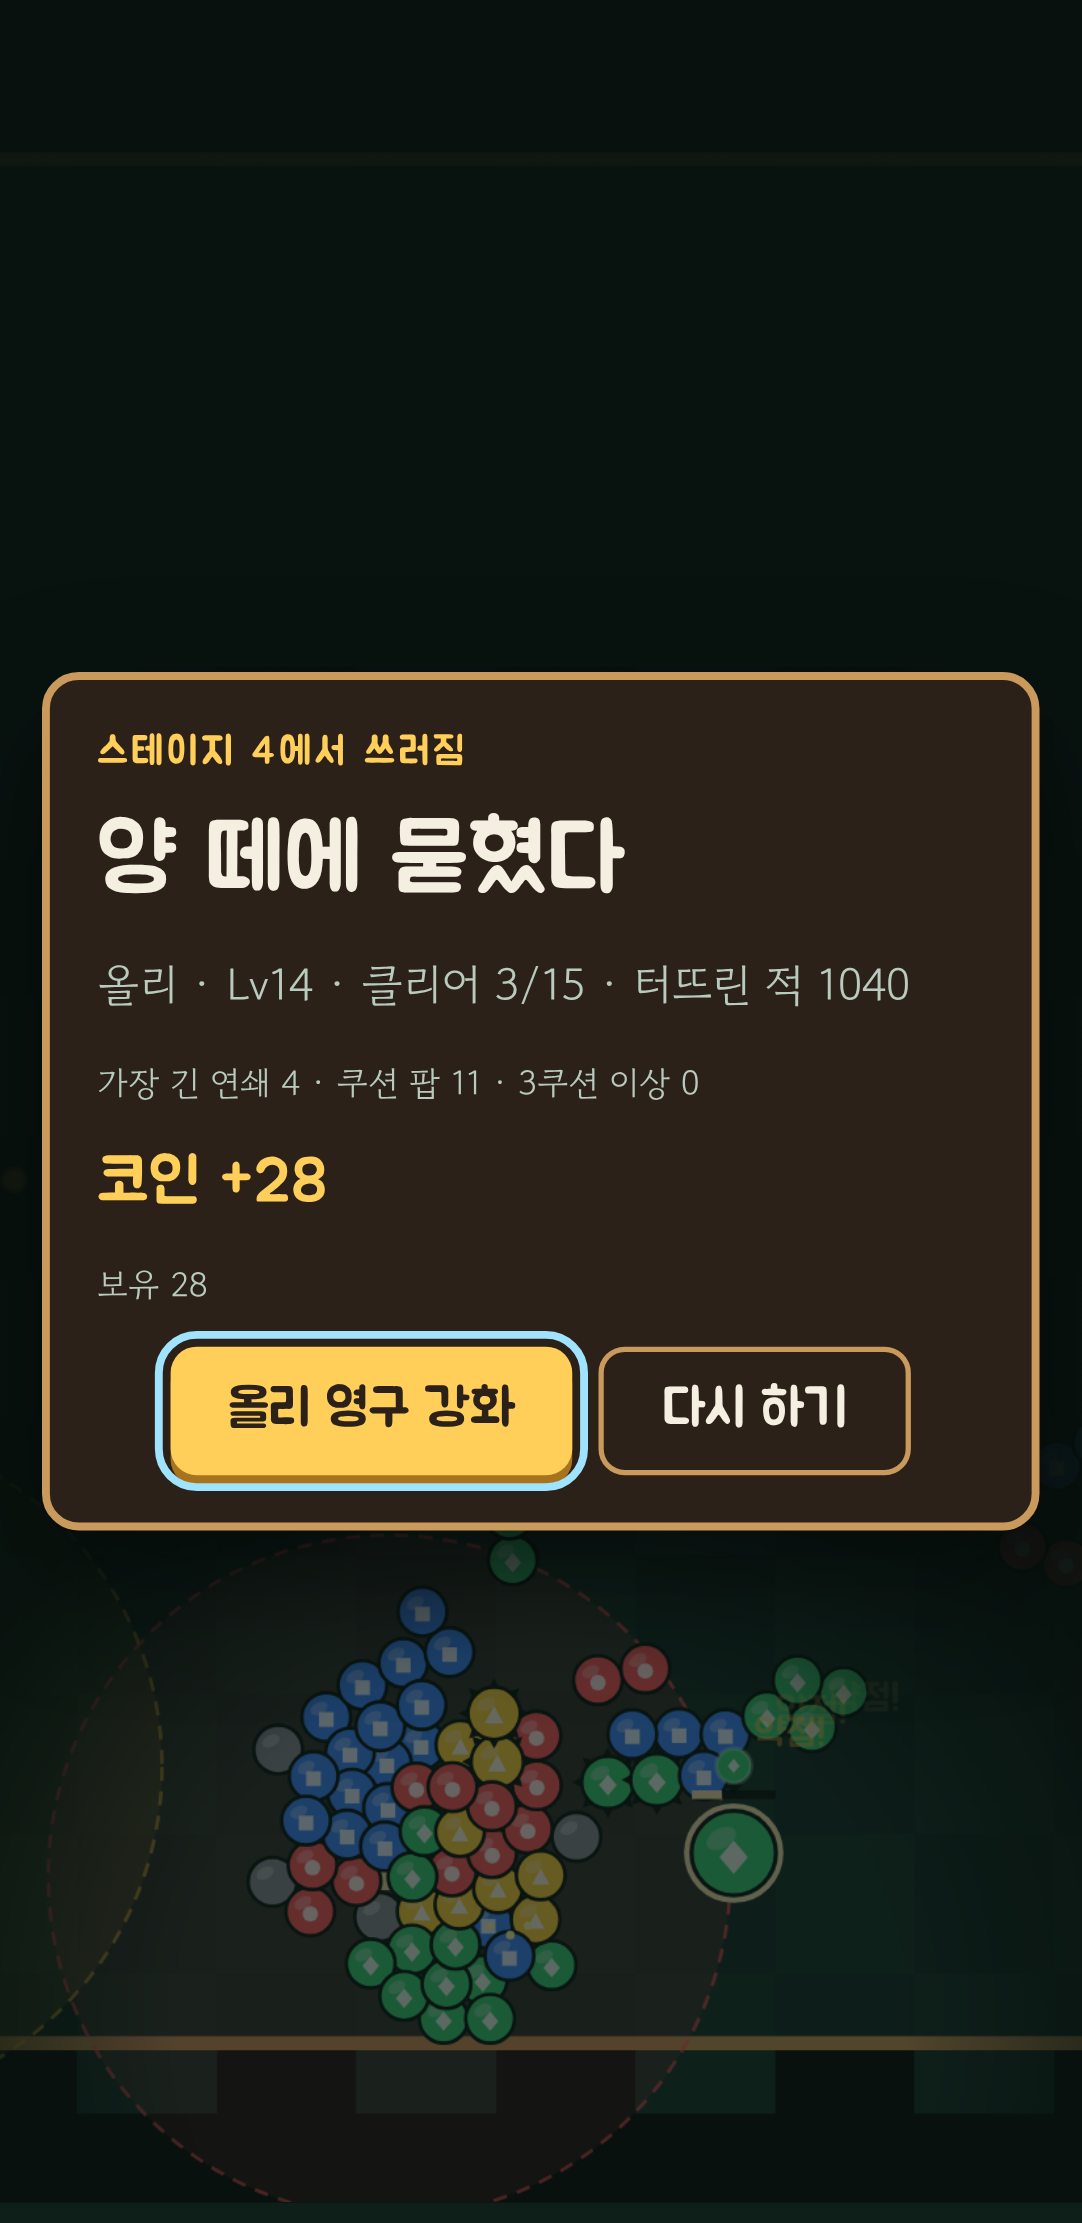 스테이지 4에서 쓰러짐
양 떼에 묻혔다
올리 · Lv14 · 클리어 3/15 · 터뜨린 적 1040
가장 긴 연쇄 4 · 쿠션 팝 11 · 3쿠션 이상 0
코인 +28
보유 28
올리 영구 강화
다시 하기